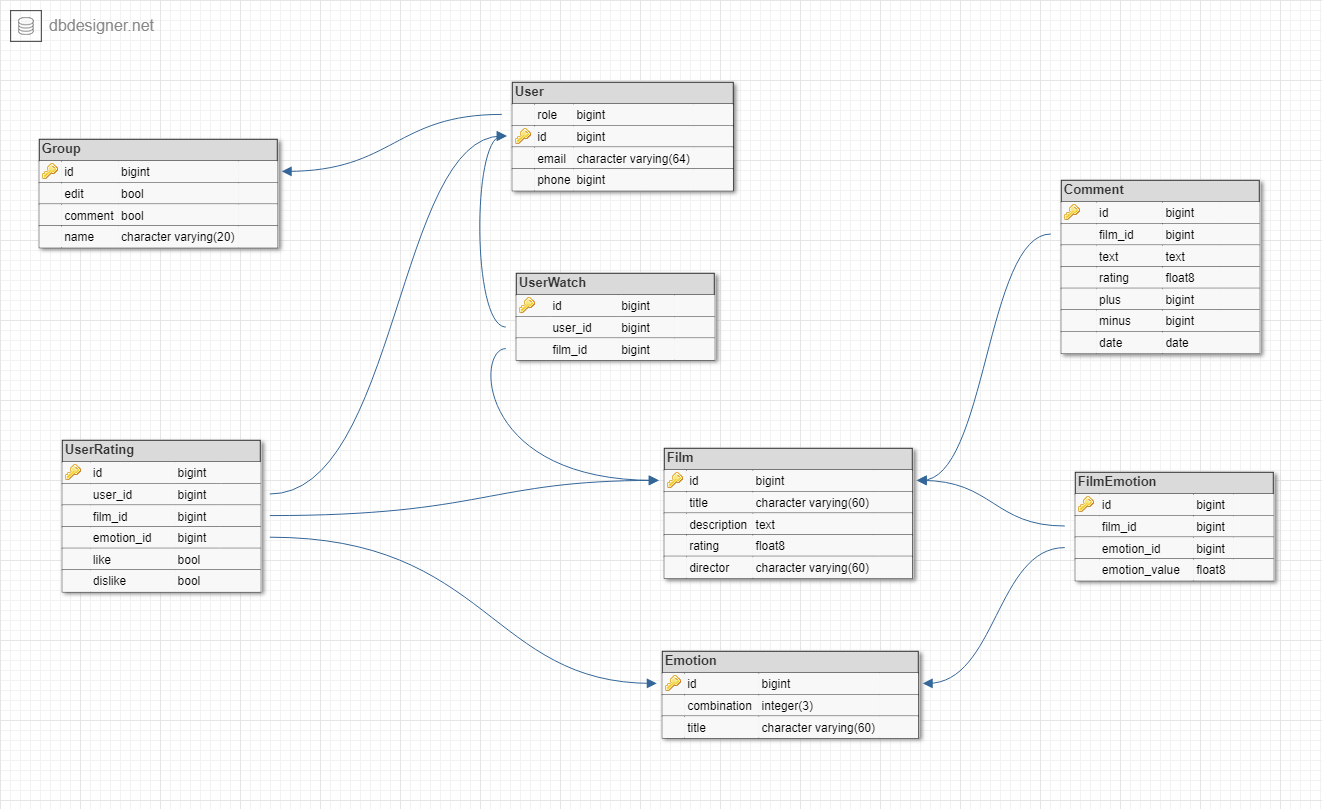 dbdesigner.net
User
role bigint
id bigint
email character varying(64)
phone bigint
Group
id bigint
edit bool
comment bool
name character varying(20)
Comment
id bigint
film_id bigint
text text
rating float8
plus bigint
minus bigint
date date
UserWatch
id bigint
user_id bigint
film_id bigint
UserRating
id bigint
user_id bigint
film_id bigint
emotion_id bigint
like bool
dislike bool
Film
id bigint
title character varying(60)
description text
rating float8
director character varying(60)
FilmEmotion
id bigint
film_id bigint
emotion_id bigint
emotion_value float8
Emotion
id bigint
combination integer(3)
title character varying(60)